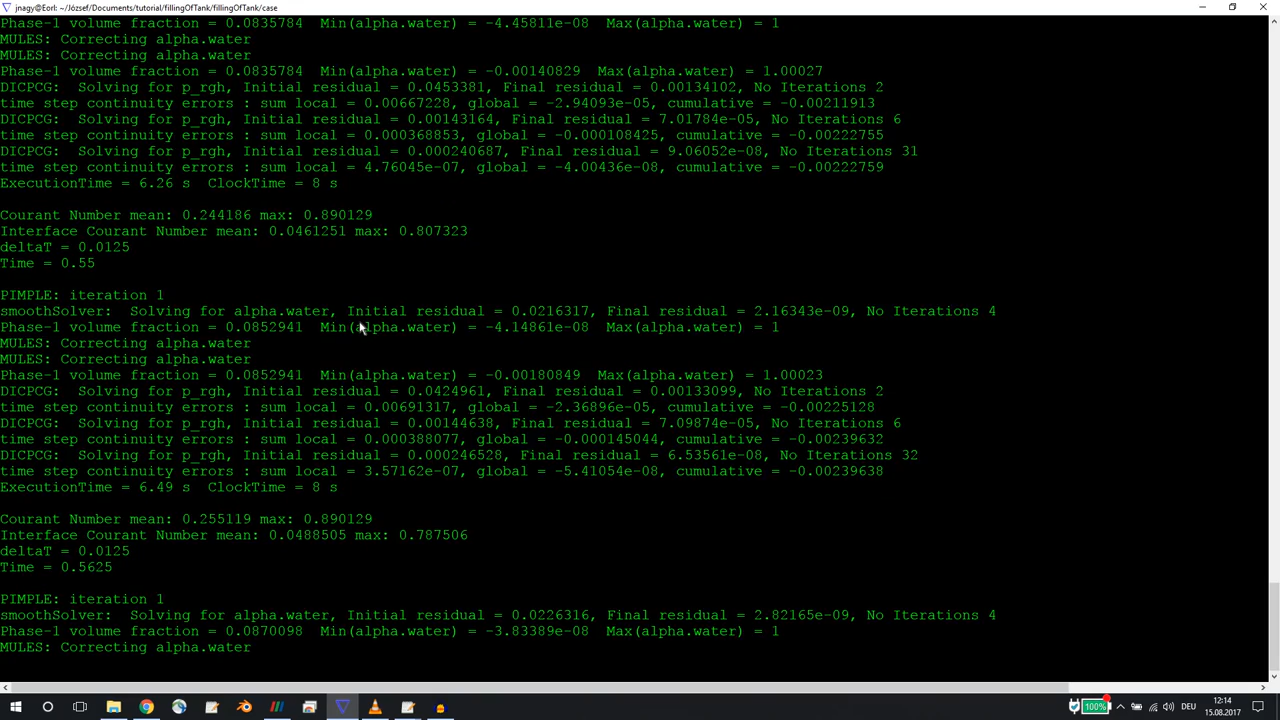 jnagy@Eorl: ~/József/Documents/tutorial/fillingOfTank/fillingOfTank/case
Phase-1 volume fraction = 0.0835784  Min(alpha.water) = -4.45811e-08  Max(alpha.water) = 1
MULES: Correcting alpha.water
MULES: Correcting alpha.water
Phase-1 volume fraction = 0.0835784  Min(alpha.water) = -0.00140829  Max(alpha.water) = 1.00027
DICPCG:  Solving for p_rgh, Initial residual = 0.0453381, Final residual = 0.00134102, No Iterations 2
time step continuity errors : sum local = 0.00667228, global = -2.94093e-05, cumulative = -0.00211913
DICPCG:  Solving for p_rgh, Initial residual = 0.00143164, Final residual = 7.01784e-05, No Iterations 6
time step continuity errors : sum local = 0.000368853, global = -0.000108425, cumulative = -0.00222755
DICPCG:  Solving for p_rgh, Initial residual = 0.000240687, Final residual = 9.06052e-08, No Iterations 31
time step continuity errors : sum local = 4.76045e-07, global = -4.00436e-08, cumulative = -0.00222759
ExecutionTime = 6.26 s  ClockTime = 8 s
Courant Number mean: 0.244186 max: 0.890129
Interface Courant Number mean: 0.0461251 max: 0.807323
deltaT = 0.0125
Time = 0.55
PIMPLE: iteration 1
smoothSolver:  Solving for alpha.water, Initial residual = 0.0216317, Final residual = 2.16343e-09, No Iterations 4
Phase-1 volume fraction = 0.0852941  Min(alpha.water) = -4.14861e-08  Max(alpha.water) = 1
MULES: Correcting alpha.water
MULES: Correcting alpha.water
Phase-1 volume fraction = 0.0852941  Min(alpha.water) = -0.00180849  Max(alpha.water) = 1.00023
DICPCG:  Solving for p_rgh, Initial residual = 0.0424961, Final residual = 0.00133099, No Iterations 2
time step continuity errors : sum local = 0.00691317, global = -2.36896e-05, cumulative = -0.00225128
DICPCG:  Solving for p_rgh, Initial residual = 0.00144638, Final residual = 7.09874e-05, No Iterations 6
time step continuity errors : sum local = 0.000388077, global = -0.000145044, cumulative = -0.00239632
DICPCG:  Solving for p_rgh, Initial residual = 0.000246528, Final residual = 6.53561e-08, No Iterations 32
time step continuity errors : sum local = 3.57162e-07, global = -5.41054e-08, cumulative = -0.00239638
ExecutionTime = 6.49 s  ClockTime = 8 s
Courant Number mean: 0.255119 max: 0.890129
Interface Courant Number mean: 0.0488505 max: 0.787506
deltaT = 0.0125
Time = 0.5625
PIMPLE: iteration 1
smoothSolver:  Solving for alpha.water, Initial residual = 0.0226316, Final residual = 2.82165e-09, No Iterations 4
Phase-1 volume fraction = 0.0870098  Min(alpha.water) = -3.83389e-08  Max(alpha.water) = 1
MULES: Correcting alpha.water
100%
DEU
12:14
15.08.2017